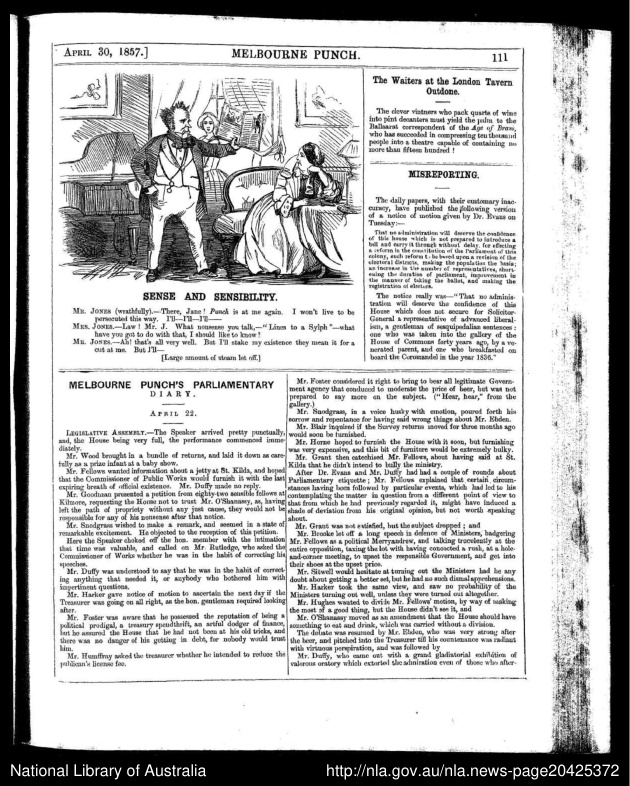 APRIL 30, 1857.]
MELBOURNE PUNCH.
111
SENSE AND SENSIBILITY.
MR. JONES (wrathfully).—There, Jane! Punch is at me again. I won't live to be
persecuted this way. I'll—I'll—I'll——
MRS. JONES.—Law! Mr. J. What nonsense you talk,—"Lines to a Sylph"—what
have you got to do with that, I should like to know!
MR. JONES.—Ah! that's all very well. But I'll stake my existence they mean it for a
cut at me. But I'll—
[Large amount of steam let off.]
The Waiters at the London Tavern
Outdone.
The clever vintners who pack quarts of wine
into pint decanters must yield the palm to the
Ballaarat correspondent of the Age of Brass,
who has succeeded in compressing ten thousand
people into a theatre capable of containing no
more than fifteen hundred!
MISREPORTING.
The daily papers, with their customary inac-
curacy, have published the following version
of a notice of motion given by Dr. Evans on
Tuesday:—
That no administration will deserve the confidence
of this house which is not prepared to introduce a
bill and carry it through without delay, for effecting
a reform in the constitution of the Parliament of this
colony, such reform to be based upon a revision of the
electoral districts, making the population the basis;
an increase in the number of representatives, short-
ening the duration of parliament, improvement in
the manner of taking the ballot, and making the
registration of electors.
The notice really was—"That no adminis-
tration will deserve the confidence of this
House which does not secure for Solicitor-
General a representative of advanced liberal-
ism, a gentleman of sesquipedalian sentences;
one who was taken into the gallery of the
House of Commons forty years ago, by a ve-
nerated parent, and one who breakfasted on
board the Coromandel in the year 1836."
MELBOURNE PUNCH'S PARLIAMENTARY
DIARY.
APRIL 22.
LEGISLATIVE ASSEMBLY.—The Speaker arrived pretty punctually,
and, the House being very full, the performance commenced imme-
diately.
Mr. Wood brought in a bundle of returns, and laid it down as care-
fully as a prize infant at a baby show.
Mr. Fellows wanted information about a jetty at St. Kilda, and hoped
that the Commissioner of Public Works would furnish it with the last
expiring breath of official existence. Mr. Duffy made no reply.
Mr. Goodman presented a petition from eighty-two sensible fellows at
Kilmore, requesting the House not to trust Mr. O'Shanassy, as, having
left the path of propriety without any just cause, they would not be
responsible for any of his nonsense after that notice.
Mr. Snodgrass wished to make a remark, and seemed in a state of
remarkable excitement. He objected to the reception of this petition.
Here the Speaker choked off the hon. member with the intimation
that time was valuable, and called on Mr. Rutledge, who asked the
Commissioner of Works whether he was in the habit of correcting his
speeches.
Mr. Duffy was understood to say that he was in the habit of correct-
ing anything that needed it, or anybody who bothered him with
impertinent questions.
Mr. Harker gave notice of motion to ascertain the next day if the
Treasurer was going on all right, as the hon. gentleman required looking
after.
Mr. Foster was aware that he possessed the reputation of being a
political prodigal, a treasury spendthrift, an artful dodger of finance,
but he assured the House that he had not been at his old tricks, and
there was no danger of his getting in debt, for nobody would trust
him.
Mr. Humffray asked the treasurer whether he intended to reduce the
publican's license fee.
Mr. Foster considered it right to bring to bear all legitimate Govern-
ment agency that conduced to moderate the price of beer, but was not
prepared to say more on the subject. ("Hear, hear," from the
gallery.)
Mr. Snodgrass, in a voice husky with emotion, poured forth his
sorrow and repentance for having said wrong things about Mr. Ebden.
Mr. Blair inquired if the Survey returns moved for three months ago
would soon be furnished.
Mr. Horne hoped to furnish the House with it soon, but furnishing
was very expensive, and this bit of furniture would be extremely bulky.
Mr. Grant then catechised Mr. Fellows, about having said at St.
Kilda that he didn't intend to bully the ministry.
After Dr. Evans and Mr. Duffy had had a couple of rounds about
Parliamentary etiquette; Mr. Fellows explained that certain circum-
stances having been followed by particular events, which had led to his
contemplating the matter in question from a different point of view to
that from which he had previously regarded it, might have induced a
shade of deviation from his original opinion, but not worth speaking
about.
Mr. Grant was not satisfied, but the subject dropped; and
Mr. Brooke let off a long speech in defence of Ministers, badgering
Mr. Fellows as a political Merryandrew, and talking truculently at the
entire opposition, taxing the lot with having concocted a rush, at a hole-
and-corner meeting, to upset the responsible Government, and get into
their shoes at the upset price.
Mr. Sitwell would hesitate at turning out the Ministers had he any
doubt about getting a better set, but he had no such dismal apprehensions.
Mr. Harker took the same view, and saw no probability of the
Ministers turning out well, unless they were turned out altogether.
Mr. Hughes wanted to divide Mr. Fellows' motion, by way of making
the most of a good thing, but the House didn't see it, and
Mr. O'Shanassy moved as an amendment that the House should have
something to eat and drink, which was carried without a division.
The debate was resumed by Mr. Ebden, who was very strong after
the beer, and pitched into the Treasurer till his countenance was radiant
with virtuous perspiration, and was followed by
Mr. Duffy, who came out with a grand gladiatorial exhibition of
valorous oratory which extorted the admiration even of those who after-
National Library of Australia
http://nla.gov.au/nla.news-page20425372